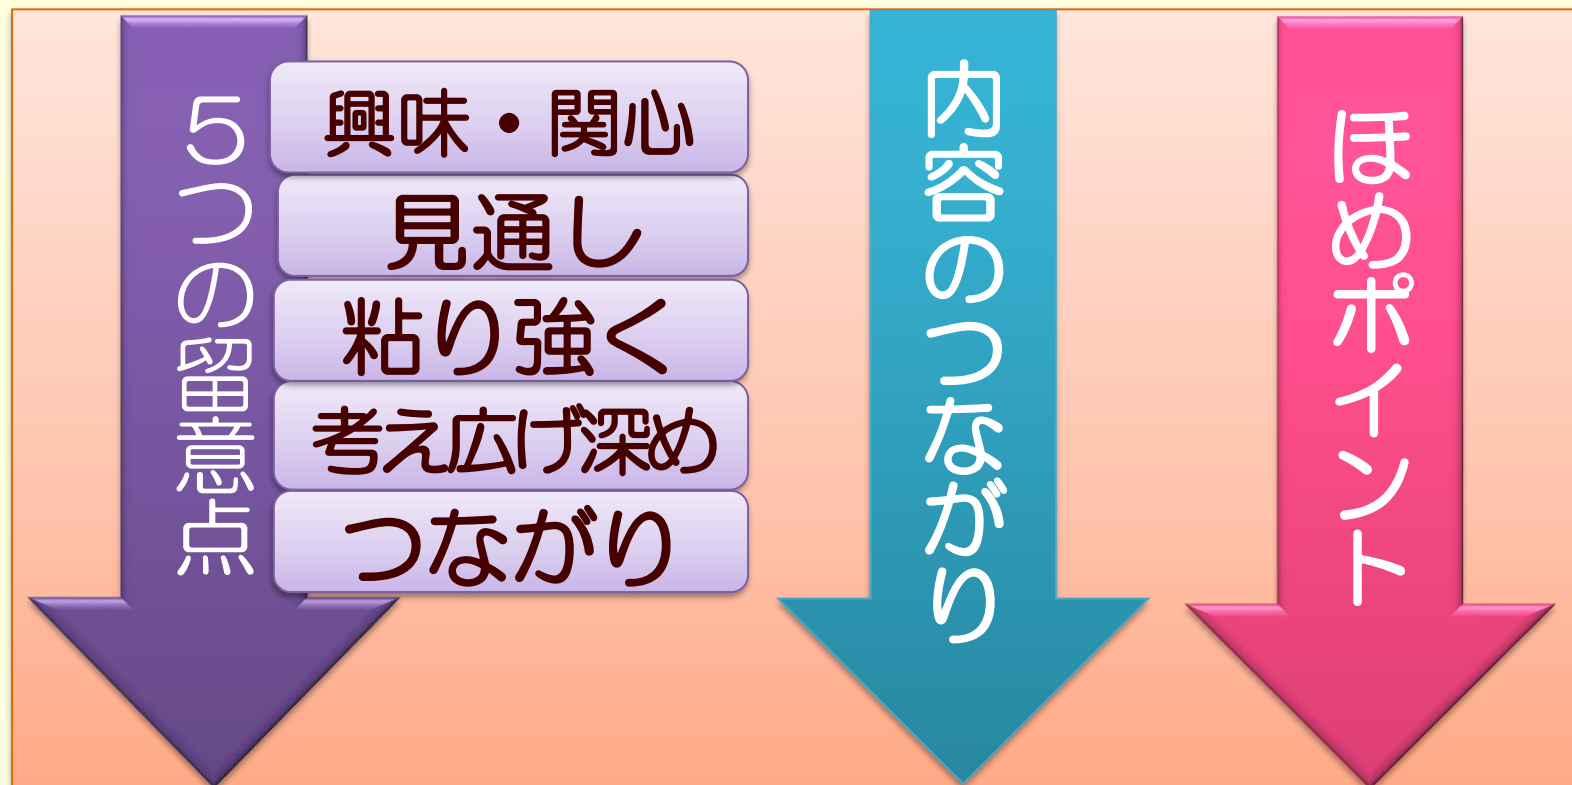 ５つの留意点
興味・関心
見通し
粘り強く
考え広げ深め
つながり
内容のつながり
ほめポイント